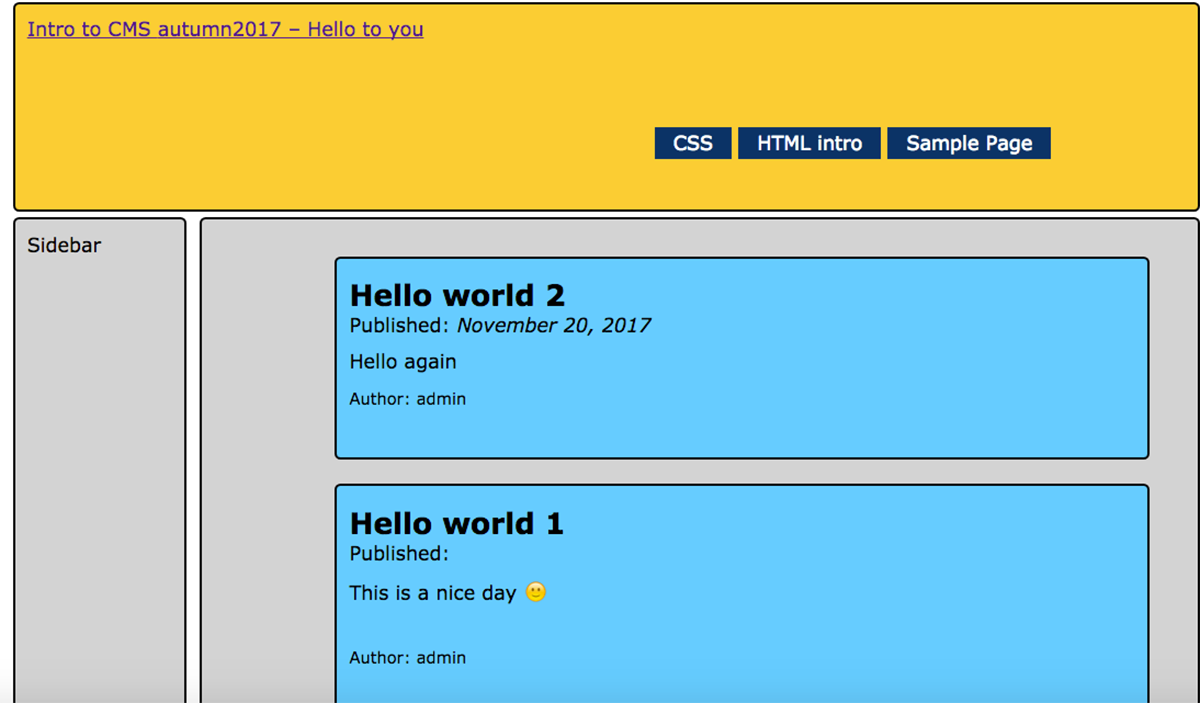 Intro to CMS autumn2017 – Hello to you
CSS HTML intro Sample Page
Sidebar
Hello world 2
Published: November 20, 2017
Hello again
Author: admin
Hello world 1
Published:
This is a nice day 🙂
Author: admin